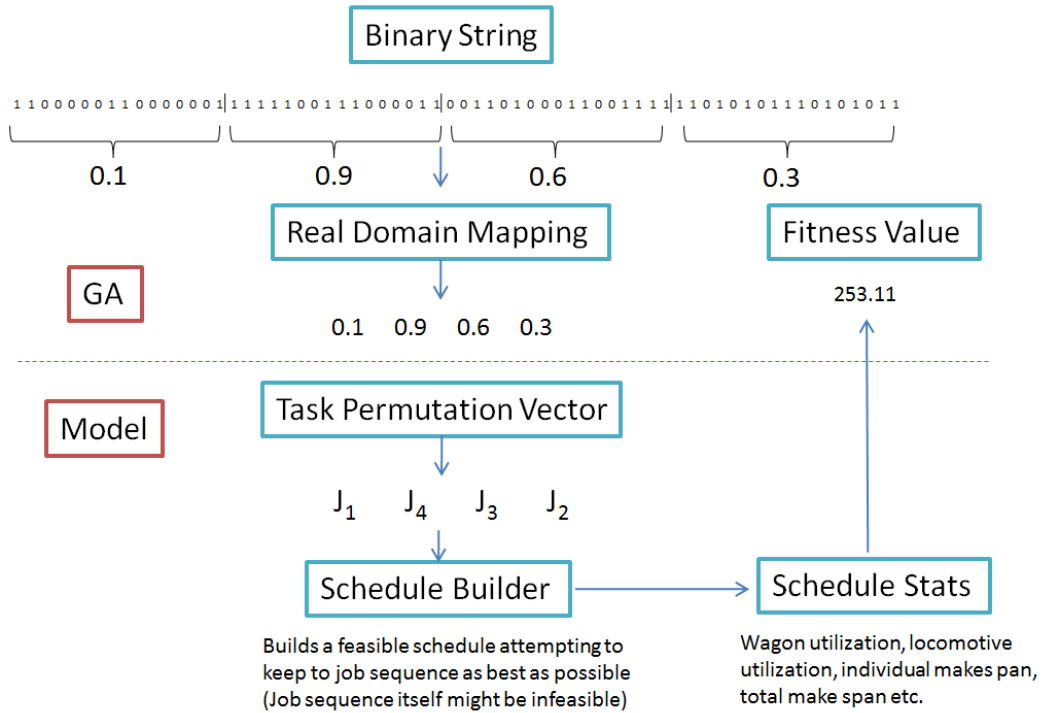 Binary String
1 1 0 0 0 0 0 1 1 0 0 0 0 0 0 1 1 1 1 1 1 0 0 1 1 1 0 0 0 0 1 1 0 0 1 1 0 1 0 0 0 1 1 0 0 1 1 1 1 1 1 0 1 0 1 0 1 1 1 0 1 0 1 0 1 1
0.1 0.9 0.6 0.3
Real Domain Mapping
Fitness Value
GA
253.11
0.1 0.9 0.6 0.3
Task Permutation Vector
Model
J1 J4 J3 J2
Schedule Builder
Schedule Stats
Builds a feasible schedule attempting to
keep to job sequence as best as possible
(Job sequence itself might be infeasible)
Wagon utilization, locomotive
utilization, individual makes pan,
total make span etc.